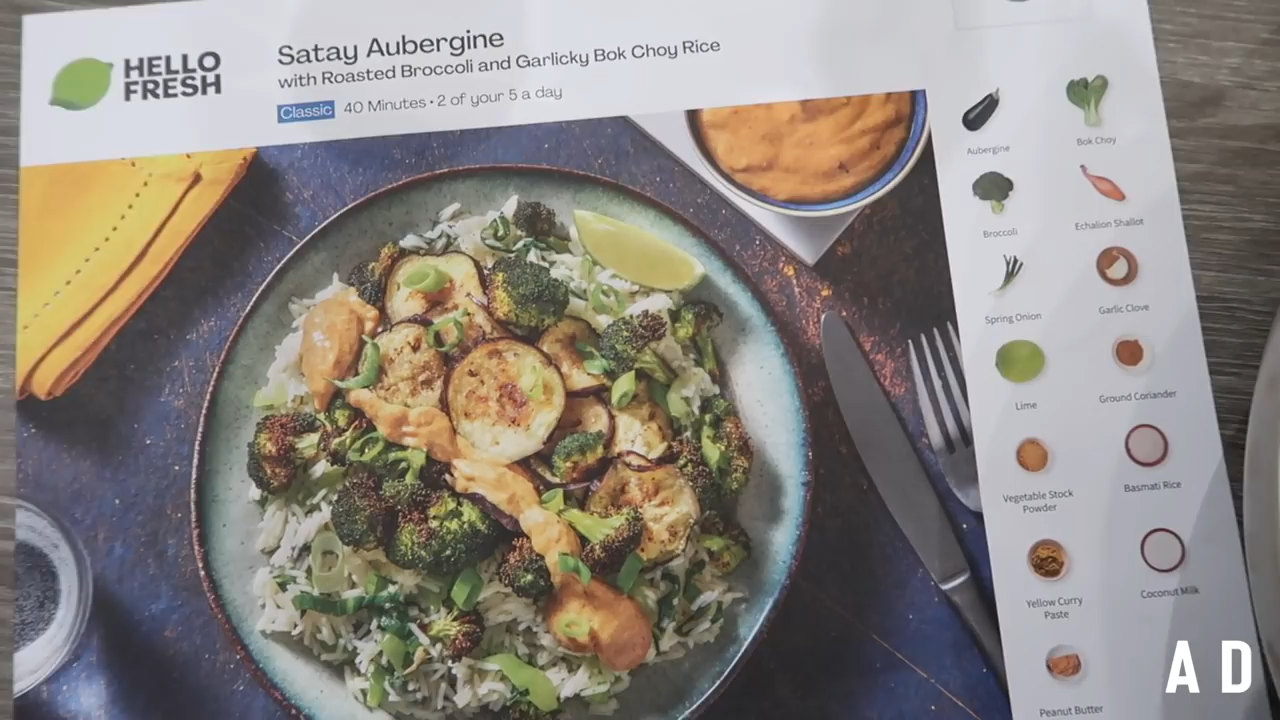 HELLO
FRESH
Satay Aubergine
with Roasted Broccoli and Garlicky Bok Choy Rice
Classic 40 Minutes • 2 of your 5 a day
Aubergine
Bok Choy
Broccoli
Echalion Shallot
Spring Onion
Garlic Clove
Lime
Ground Coriander
Vegetable Stock
Powder
Basmati Rice
Yellow Curry
Paste
Coconut Milk
Peanut Butter
AD